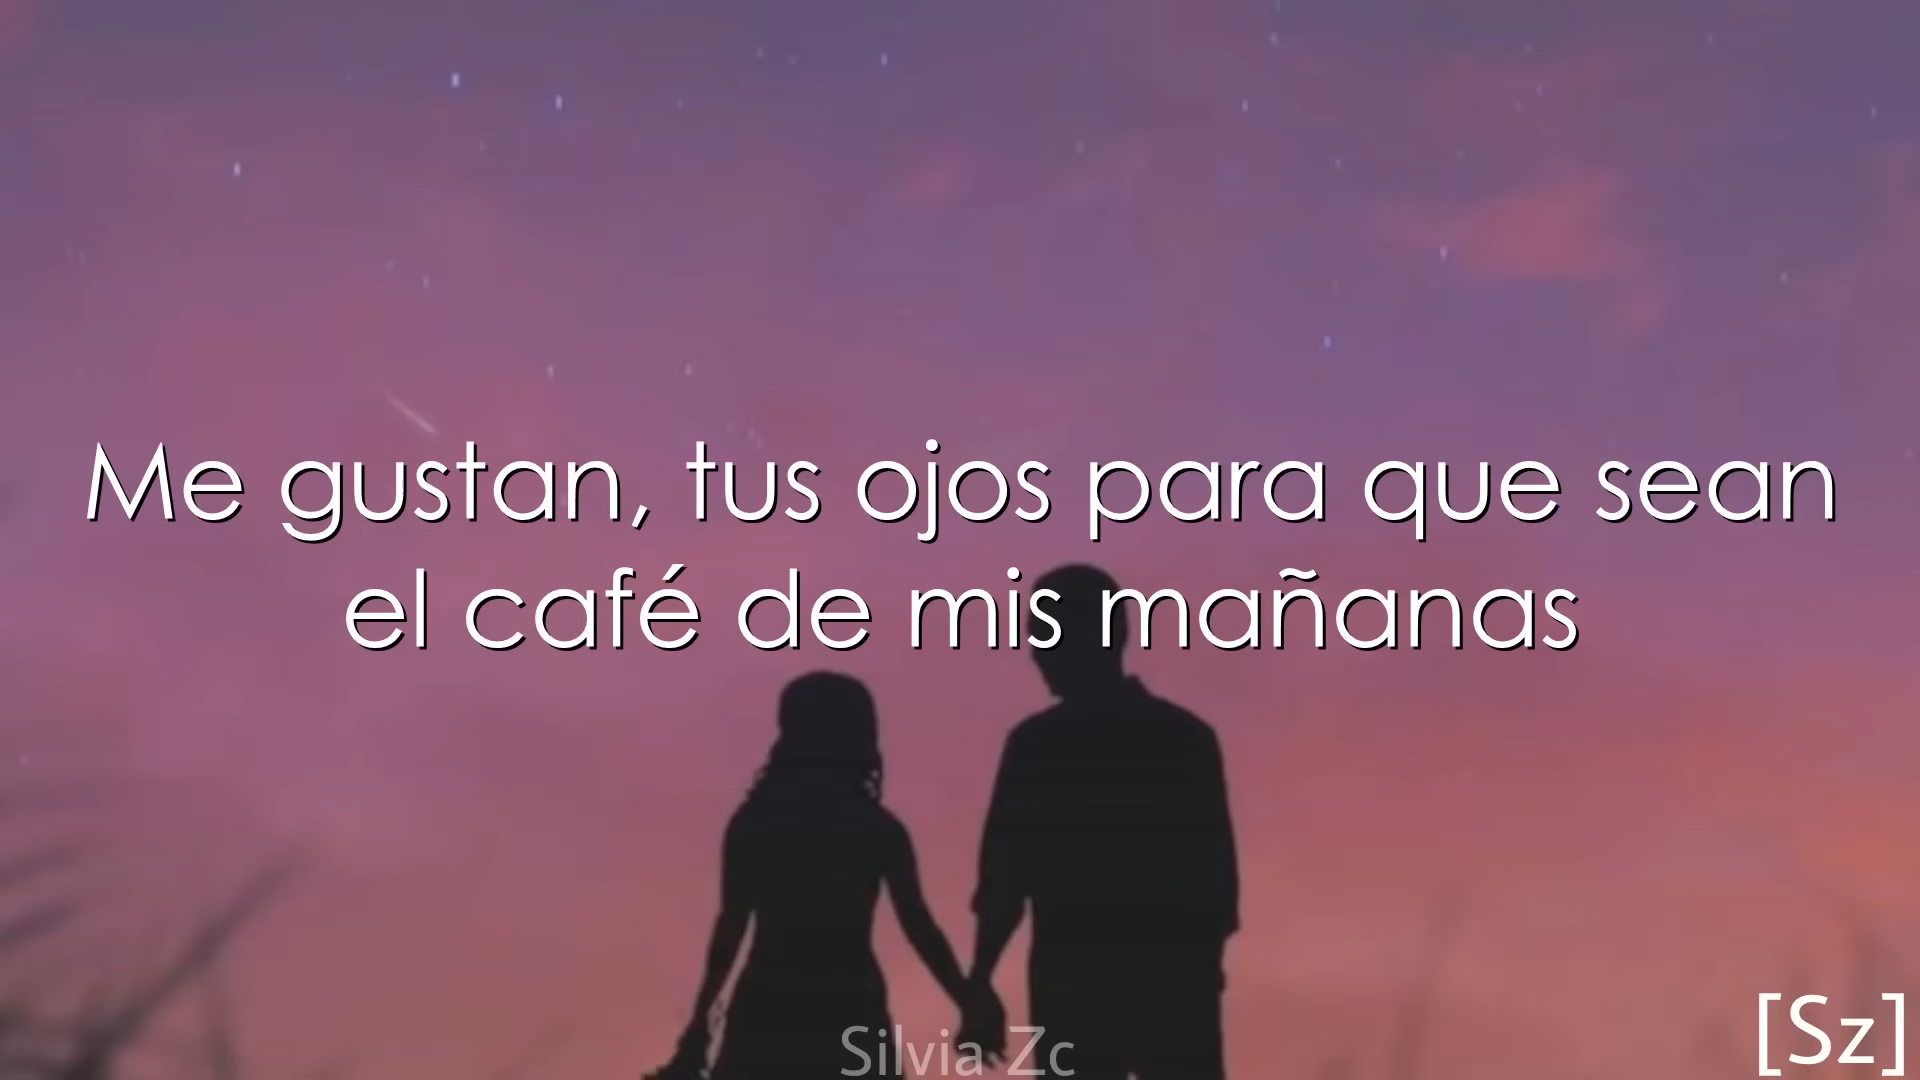 Me gustan, tus ojos para que sean
el café de mis mañanas
Silvia Zc
[Sz]